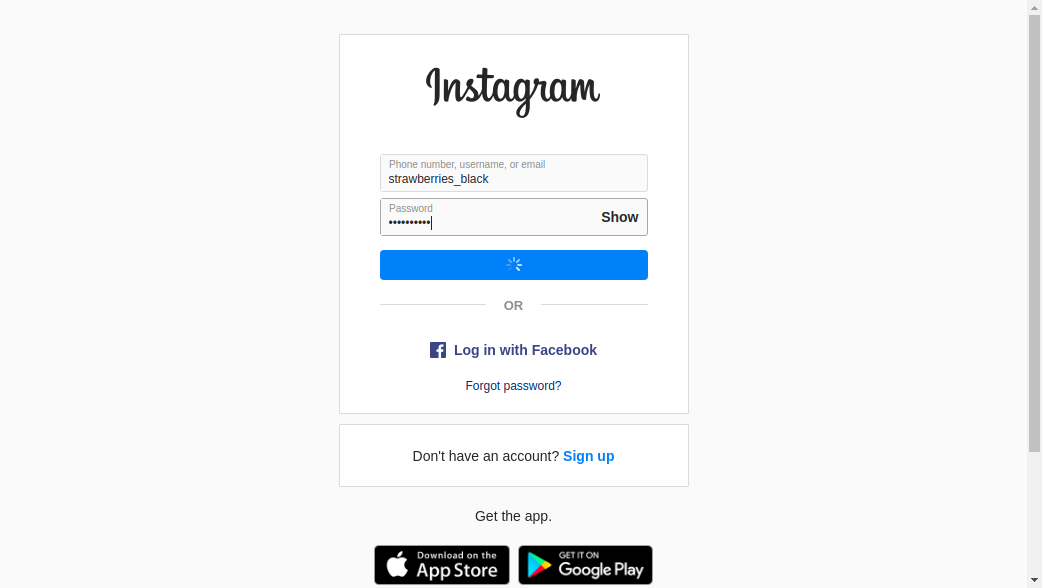 Instagram
Phone number, username, or email
strawberries_black
Password
••••••••••
Show
OR
Log in with Facebook
Forgot password?
Don't have an account? Sign up
Get the app.
Download on the
App Store
GET IT ON
Google Play